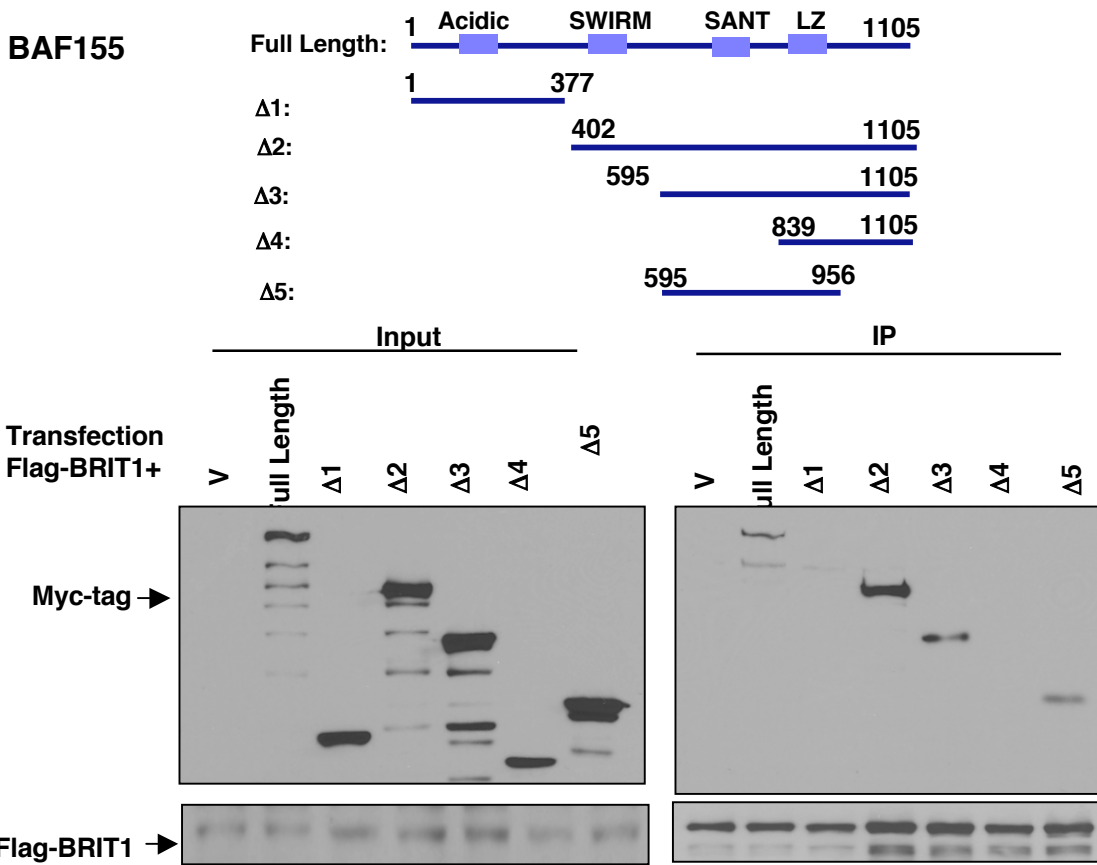 Acidic SWIRM SANT LZ
BAF155 Full Length: 1 1105
Δ1: 1 377
Δ2: 402 1105
Δ3: 595 1105
Δ4: 839 1105
Δ5: 595 956
Input IP
Transfection
Flag-BRIT1+
V Full Length Δ1 Δ2 Δ3 Δ4 Δ5
V Full Length Δ1 Δ2 Δ3 Δ4 Δ5
Myc-tag
Flag-BRIT1